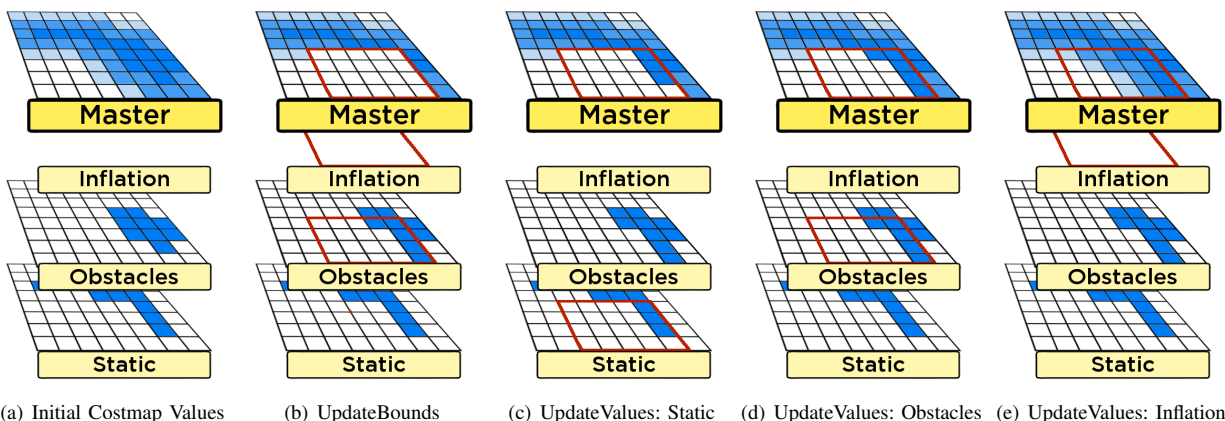 Master Master Master Master Master
Inflation Inflation Inflation Inflation Inflation
Obstacles Obstacles Obstacles Obstacles Obstacles
Static Static Static Static Static
(a) Initial Costmap Values (b) UpdateBounds (c) UpdateValues: Static (d) UpdateValues: Obstacles (e) UpdateValues: Inflation